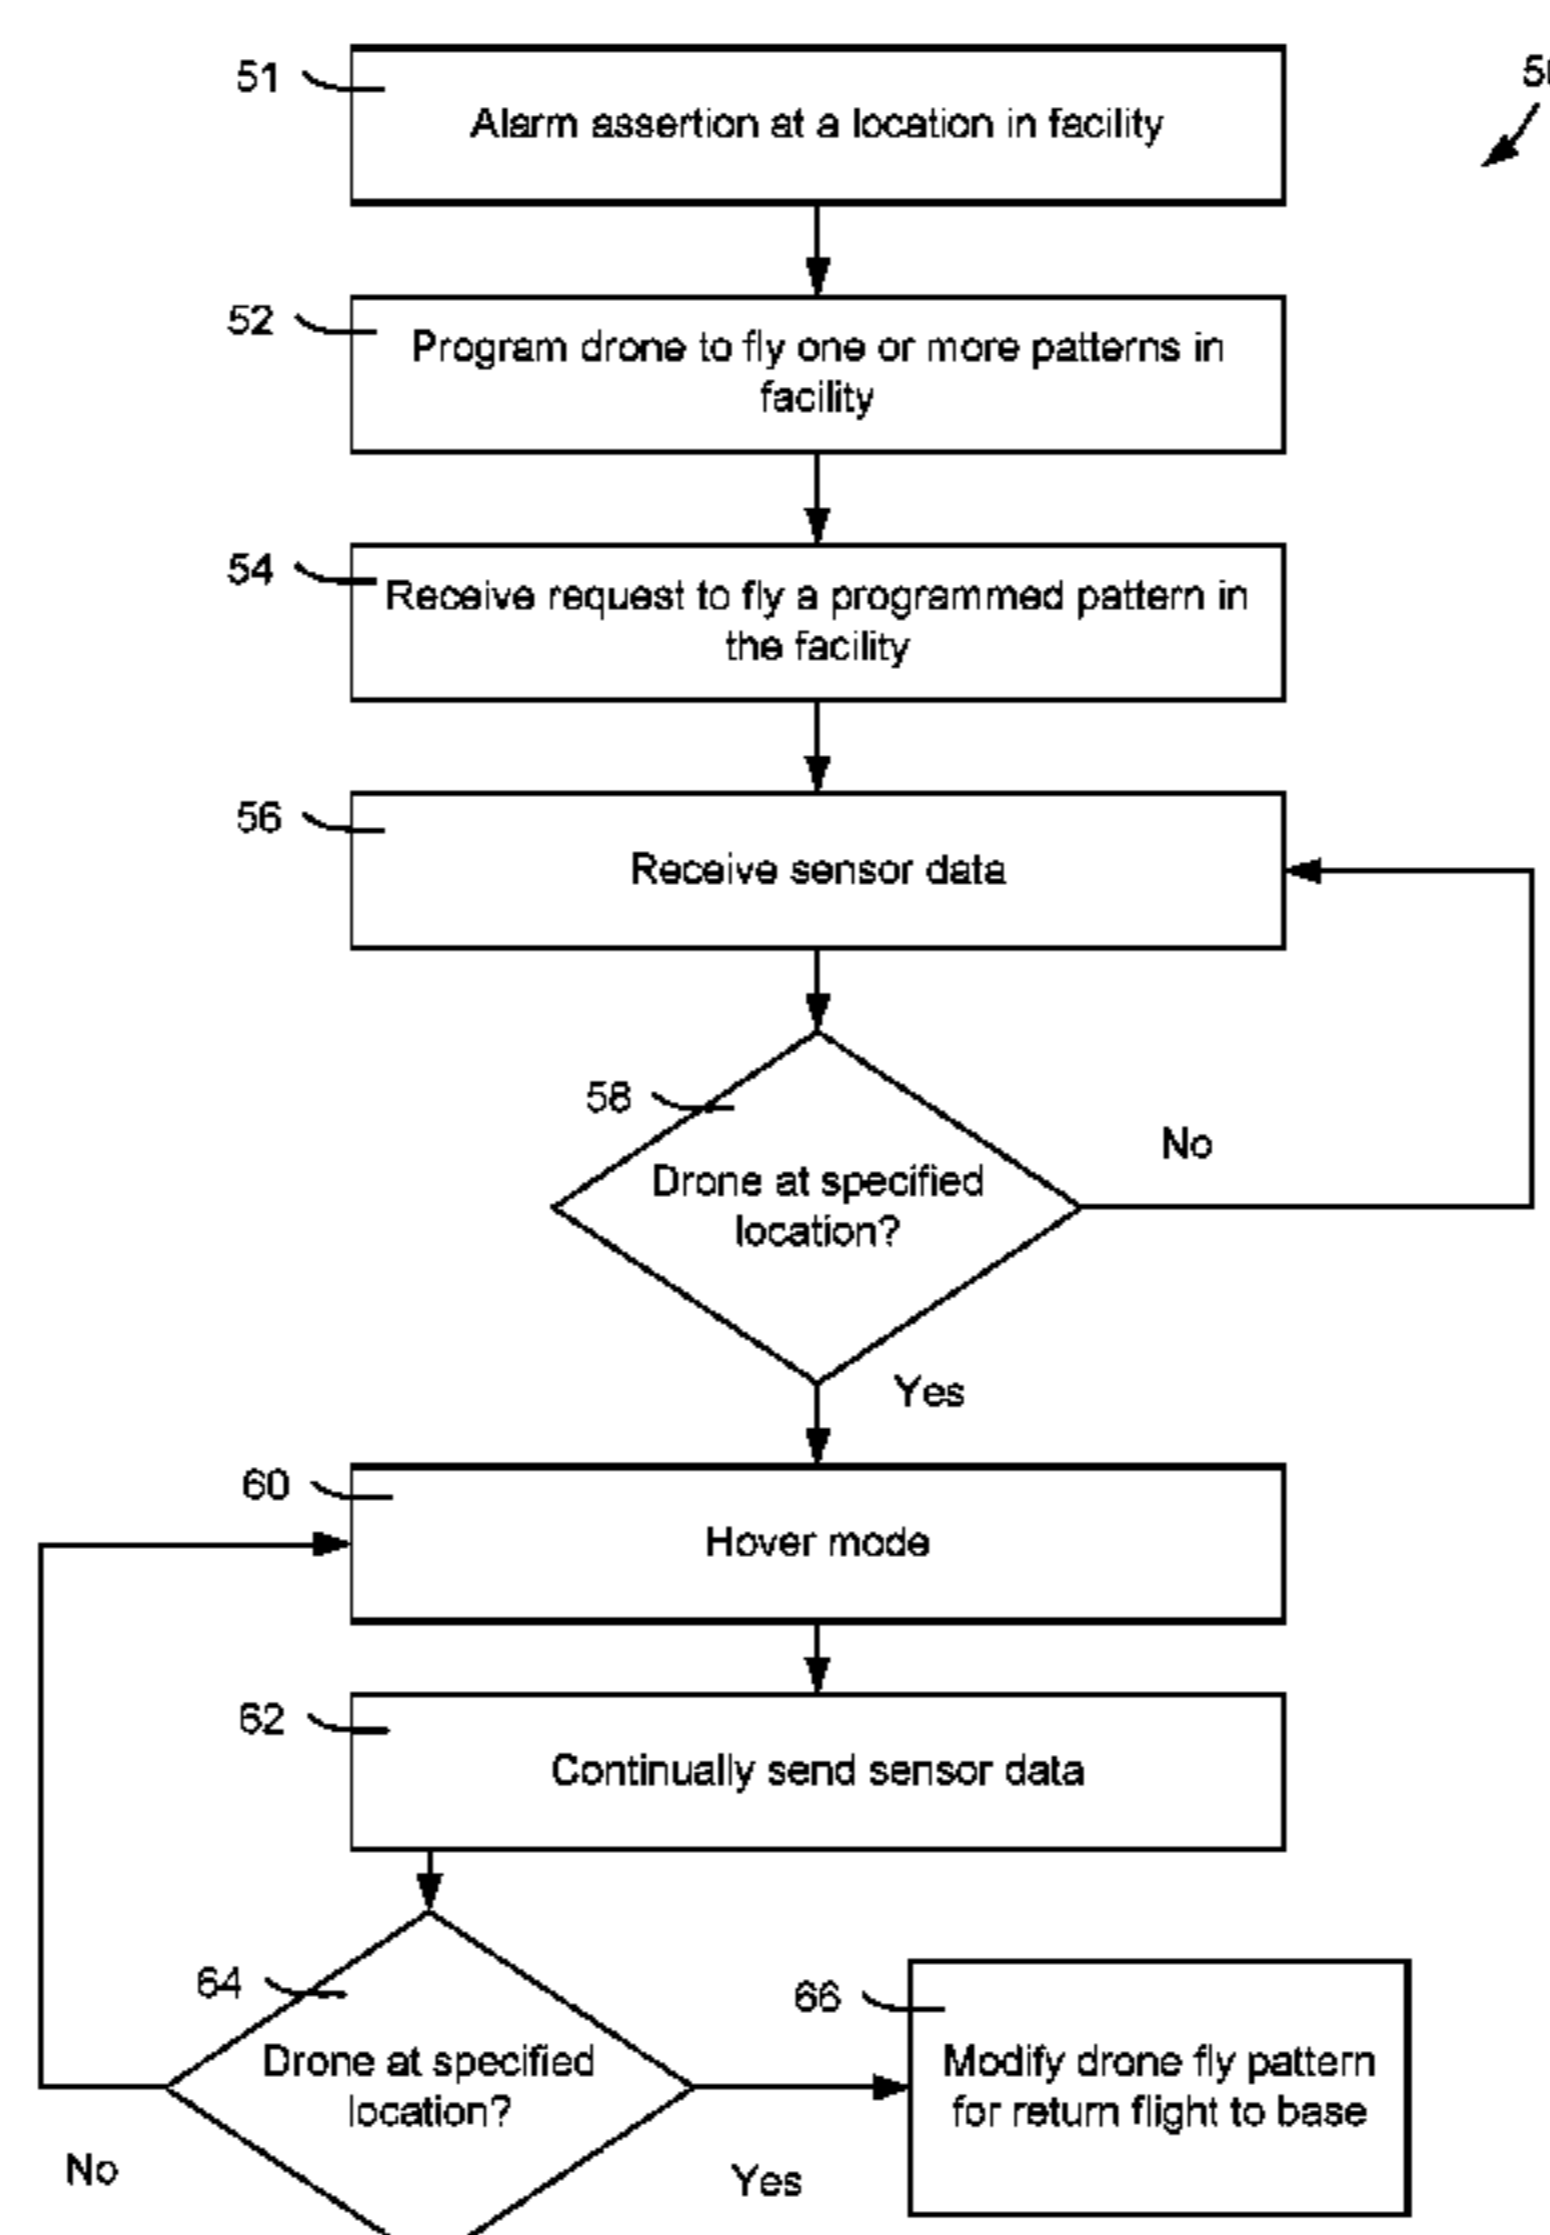 51
Alarm assertion at a location in facility
52
Program drone to fly one or more patterns in
facility
54
Receive request to fly a programmed pattern in
the facility
56
Receive sensor data
58
Drone at specified
location?
No
Yes
60
Hover mode
62
Continually send sensor data
64
Drone at specified
location?
No
Yes
66
Modify drone fly pattern
for return flight to base